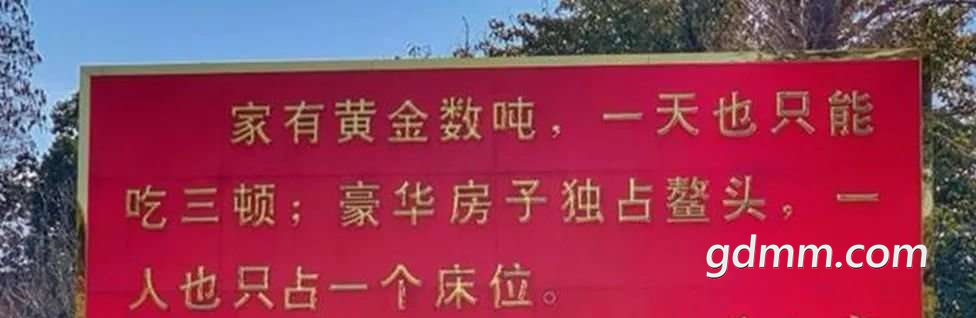 家有黄金数吨，一天也只能
吃三顿；豪华房子独占鳌头，一
人也只占一个床位。
gdmm.com